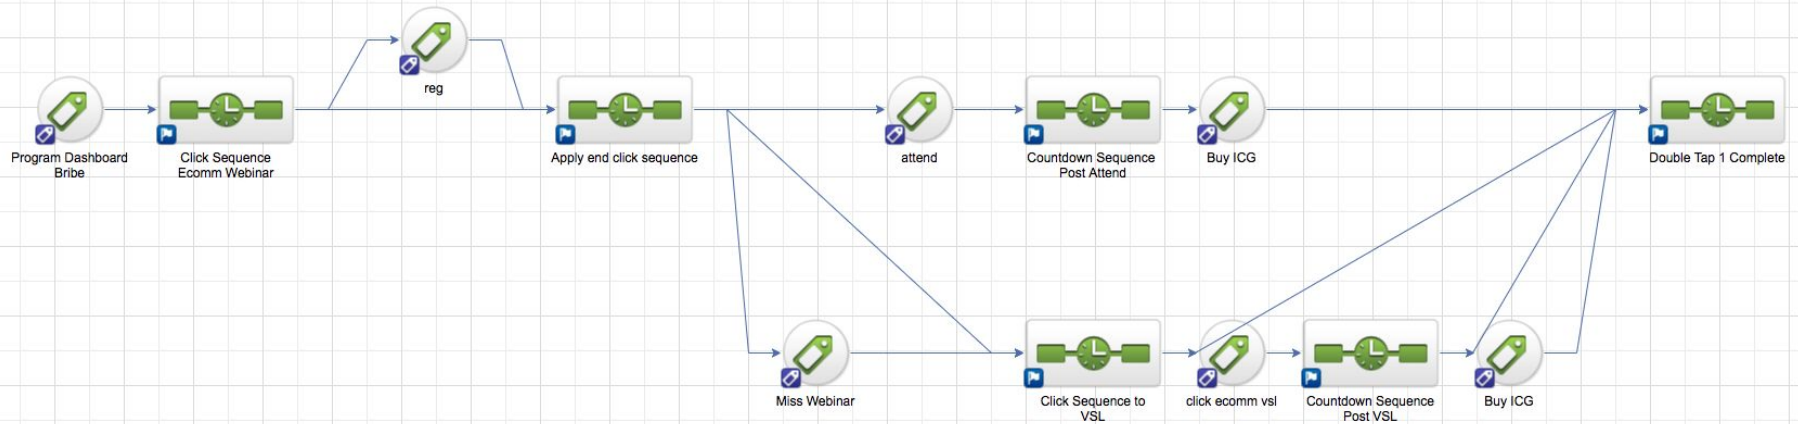 reg
Program Dashboard
Bribe
Click Sequence
Ecomm Webinar
Apply end click sequence
attend
Countdown Sequence
Post Attend
Buy ICG
Double Tap 1 Complete
Miss Webinar
Click Sequence to
VSL
click ecomm vsl
Countdown Sequence
Post VSL
Buy ICG